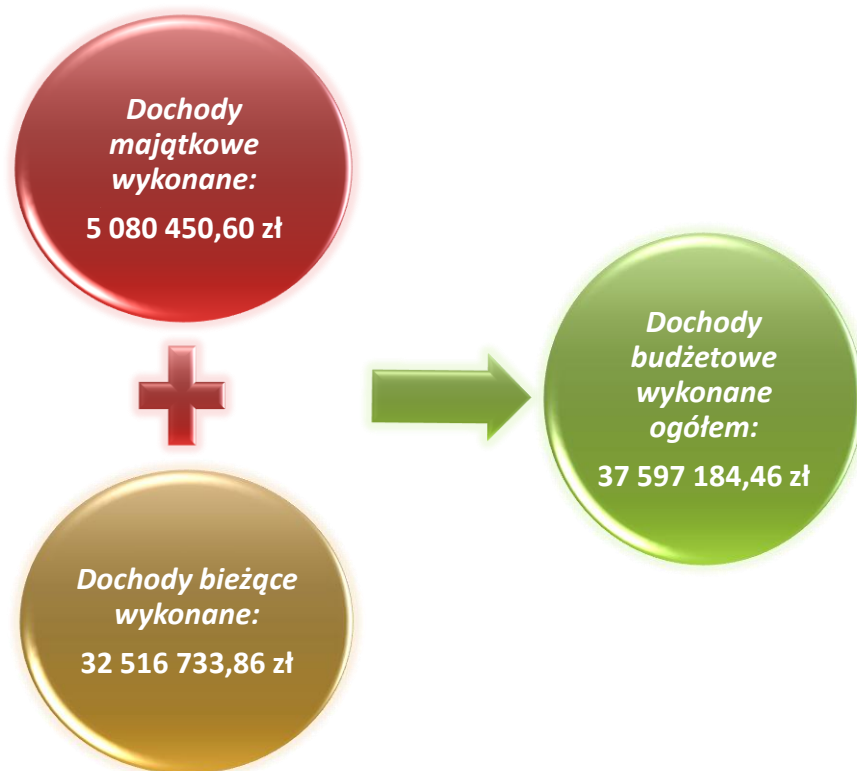 Dochody
majątkowe
wykonane:
5 080 450,60 zł
Dochody bieżące
wykonane:
32 516 733,86 zł
Dochody
budżetowe
wykonane
ogółem:
37 597 184,46 zł